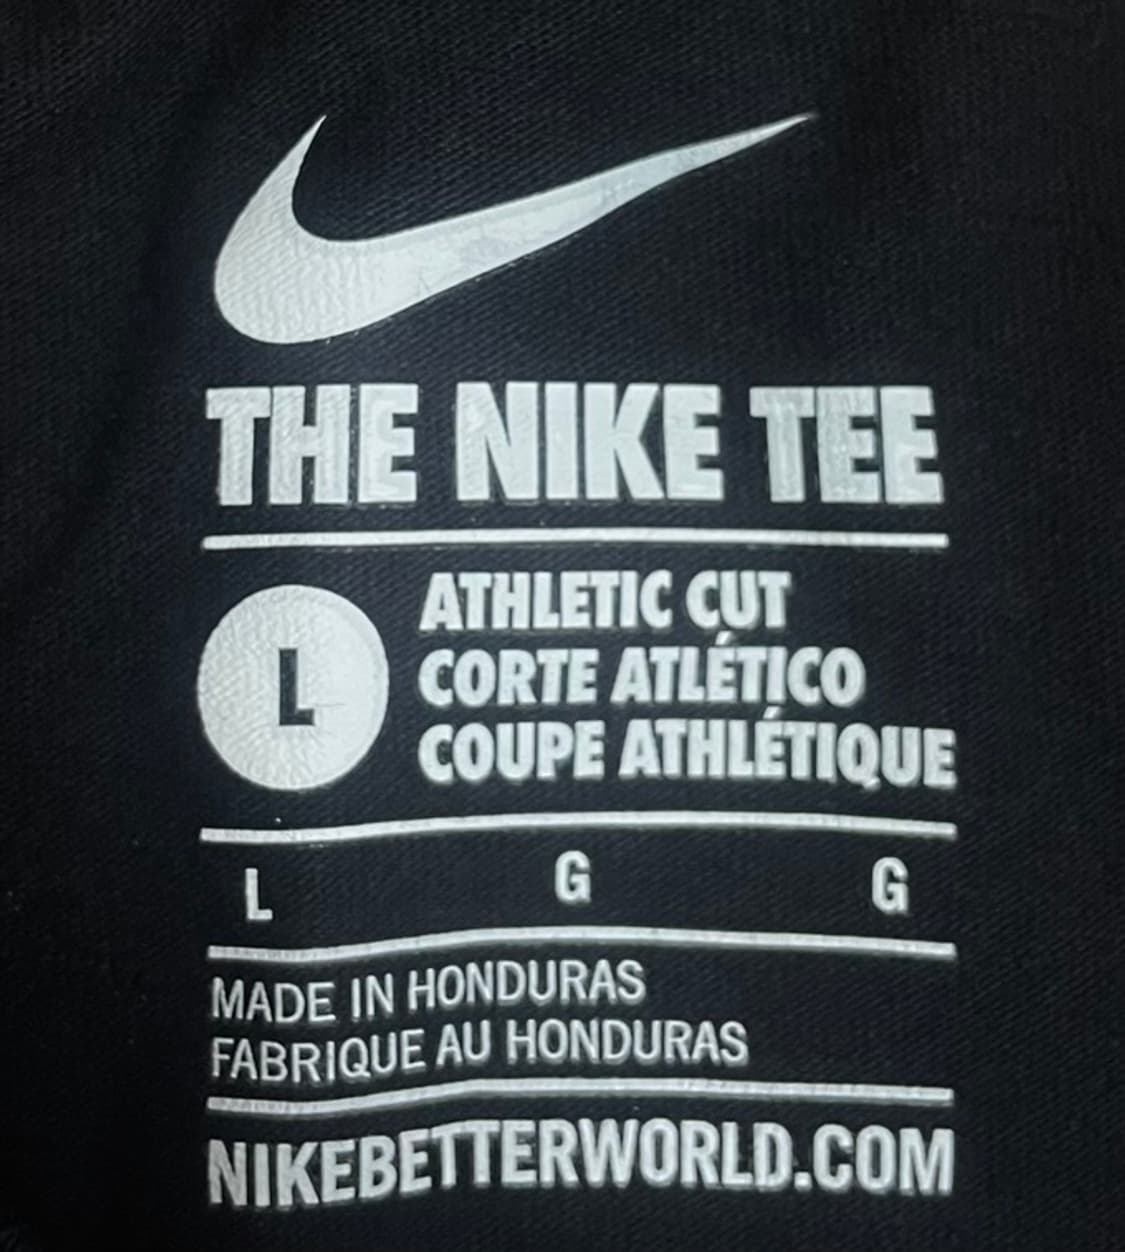 THE NIKE TEE
L
ATHLETIC CUT
CORTE ATLÉTICO
COUPE ATHLÉTIQUE
L G G
MADE IN HONDURAS
FABRIQUE AU HONDURAS
NIKEBETTERWORLD.COM